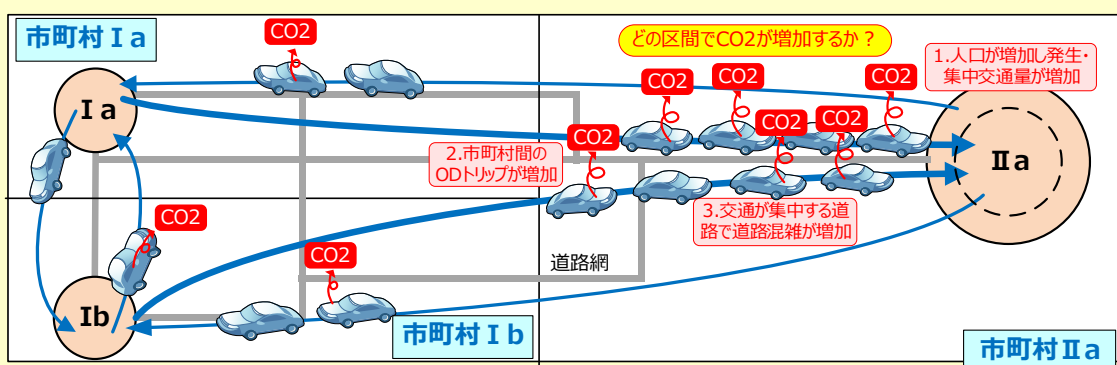 市町村Ⅰa
CO2
どの区間でCO2が増加するか？
CO2
CO2
CO2
1.人口が増加し発生・
集中交通量が増加
Ⅰa
CO2
CO2
CO2
2.市町村間の
ODトリップが増加
Ⅱa
CO2
3.交通が集中する道
路で道路混雑が増加
CO2
道路網
Ⅰb
市町村Ⅰb
市町村Ⅱa